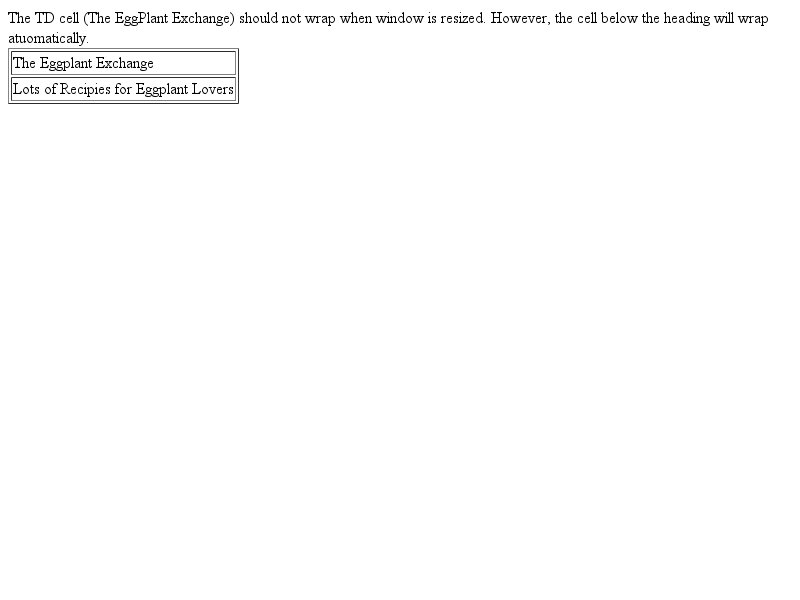 The TD cell (The EggPlant Exchange) should not wrap when window is resized. However, the cell below the heading will wrap
atuomatically.
The Eggplant Exchange
Lots of Recipies for Eggplant Lovers